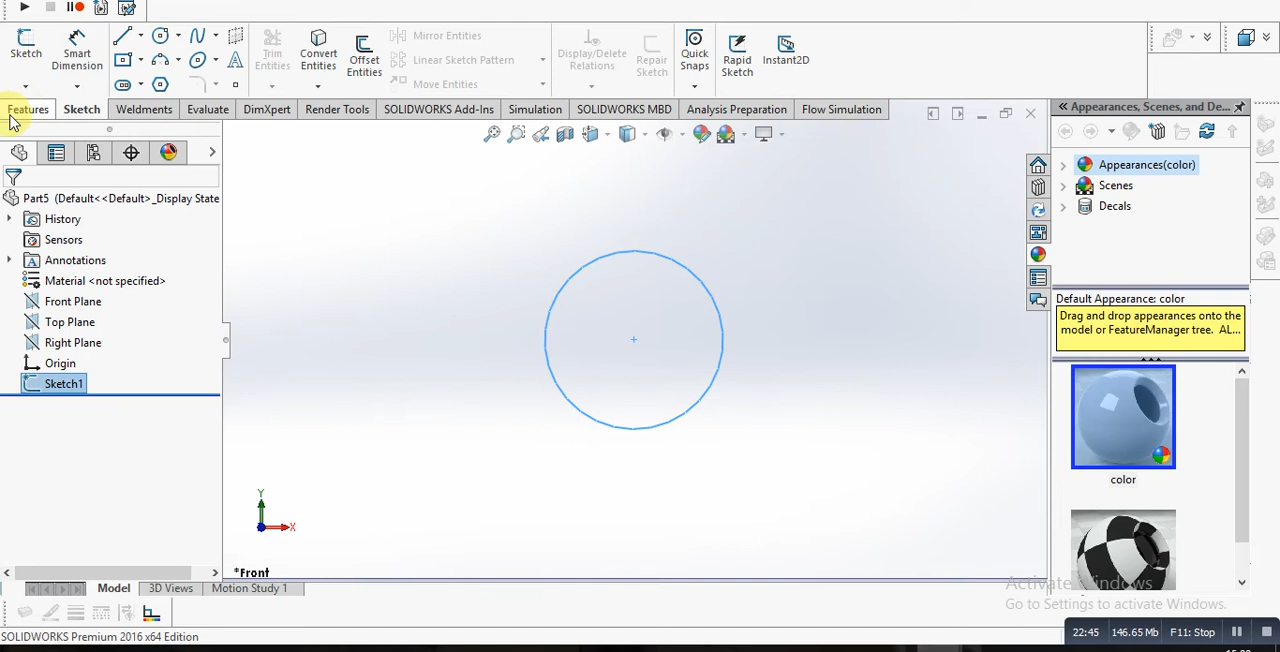 Sketch
Smart Dimension
Trim Entities
Convert Entities
Offset Entities
Mirror Entities
Linear Sketch Pattern
Move Entities
Display/Delete Relations
Repair Sketch
Quick Snaps
Rapid Sketch
Instant2D
Features Sketch Weldments Evaluate DimXpert Render Tools SOLIDWORKS Add-Ins Simulation SOLIDWORKS MBD Analysis Preparation Flow Simulation
Appearances, Scenes, and De...
Part5 (Default<<Default>_Display State
History
Sensors
Annotations
Material <not specified>
Front Plane
Top Plane
Right Plane
Origin
Sketch1
Appearances(color)
Scenes
Decals
Default Appearance: color
Drag and drop appearances onto the
model or FeatureManager tree. AL...
color
Y
X
*Front
Model 3D Views Motion Study 1
Activate Windows
Go to Settings to activate Windows.
22:45 146.65 Mb F11: Stop
SOLIDWORKS Premium 2016 x64 Edition